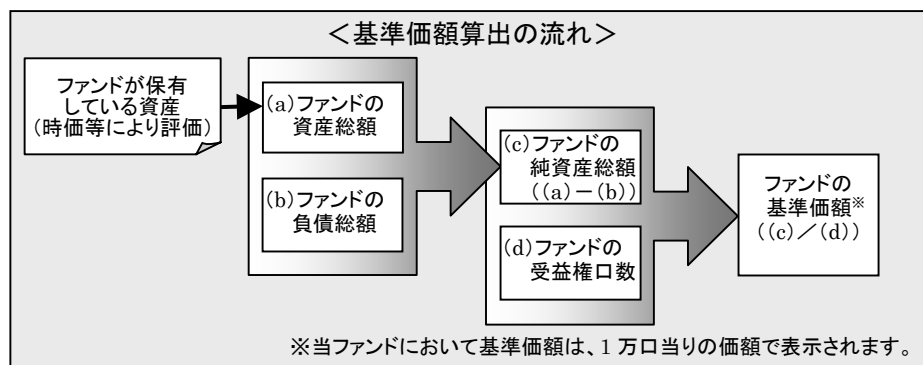 ＜基準価額算出の流れ＞
ファンドが保有
している資産
(時価等により評価)
(a)ファンドの
資産総額
(b)ファンドの
負債総額
(c)ファンドの
純資産総額
((a)－(b))
(d)ファンドの
受益権口数
ファンドの
基準価額※
((c)／(d))
※当ファンドにおいて基準価額は、1万口当りの価額で表示されます。